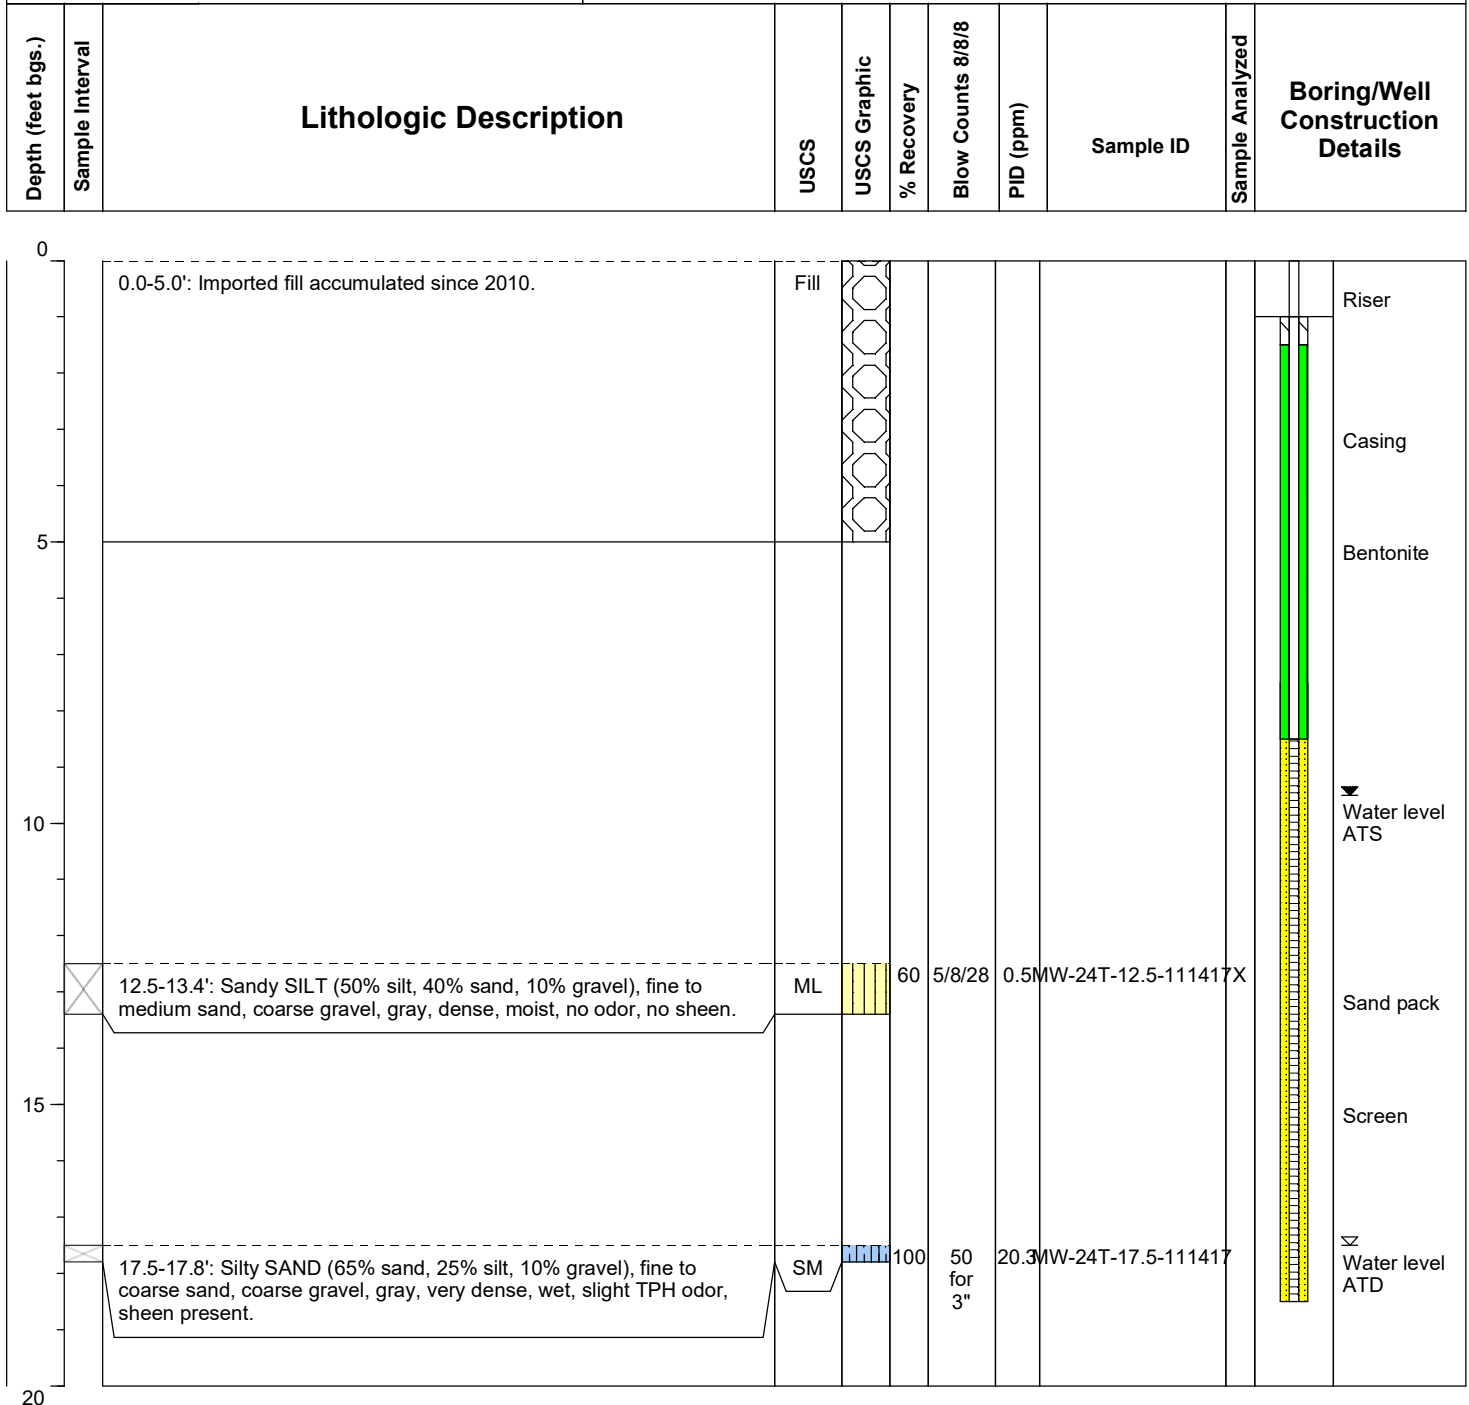 Depth (feet bgs.)
Sample Interval
Lithologic Description
USCS
USCS Graphic
% Recovery
Blow Counts 8/8/8
PID (ppm)
Sample ID
Sample Analyzed
Boring/Well
Construction
Details
0
0.0-5.0': Imported fill accumulated since 2010.
Fill
Riser
Casing
5
Bentonite
Water level
ATS
10
12.5-13.4': Sandy SILT (50% silt, 40% sand, 10% gravel), fine to
medium sand, coarse gravel, gray, dense, moist, no odor, no sheen.
ML
60
5/8/28
0.5
MW-24T-12.5-111417
X
Sand pack
15
Screen
17.5-17.8': Silty SAND (65% sand, 25% silt, 10% gravel), fine to
coarse sand, coarse gravel, gray, very dense, wet, slight TPH odor,
sheen present.
SM
100
50
for
3"
20.3
MW-24T-17.5-111417
Water level
ATD
20